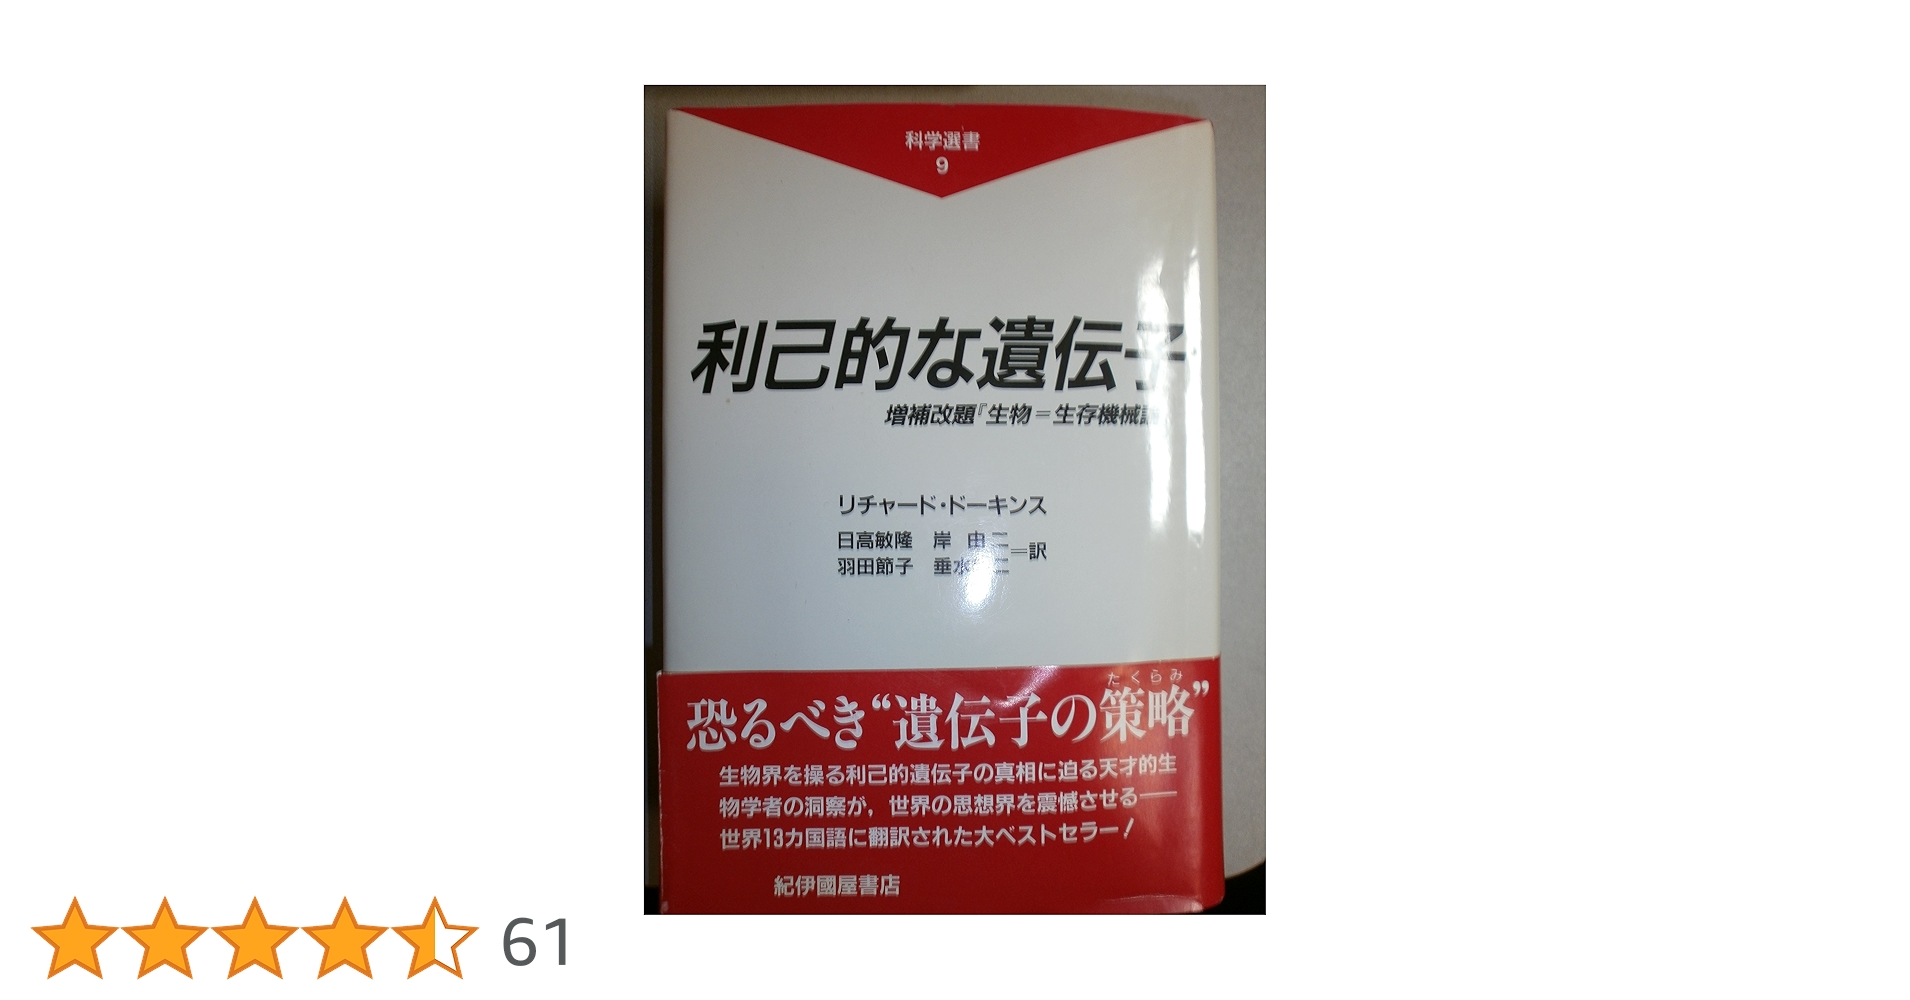 科学選書
9
利己的な遺伝子
増補改題『生物=生存機械論
リチャード・ドーキンス
日高敏隆 岸 由二
羽田節子 垂水 二
=訳
たくらみ
恐るべき“遺伝子の策略”
生物界を操る利己的遺伝子の真相に迫る天才的生
物学者の洞察が,世界の思想界を震憾させる——
世界13カ国語に翻訳された大ベストセラー!
紀伊國屋書店
61